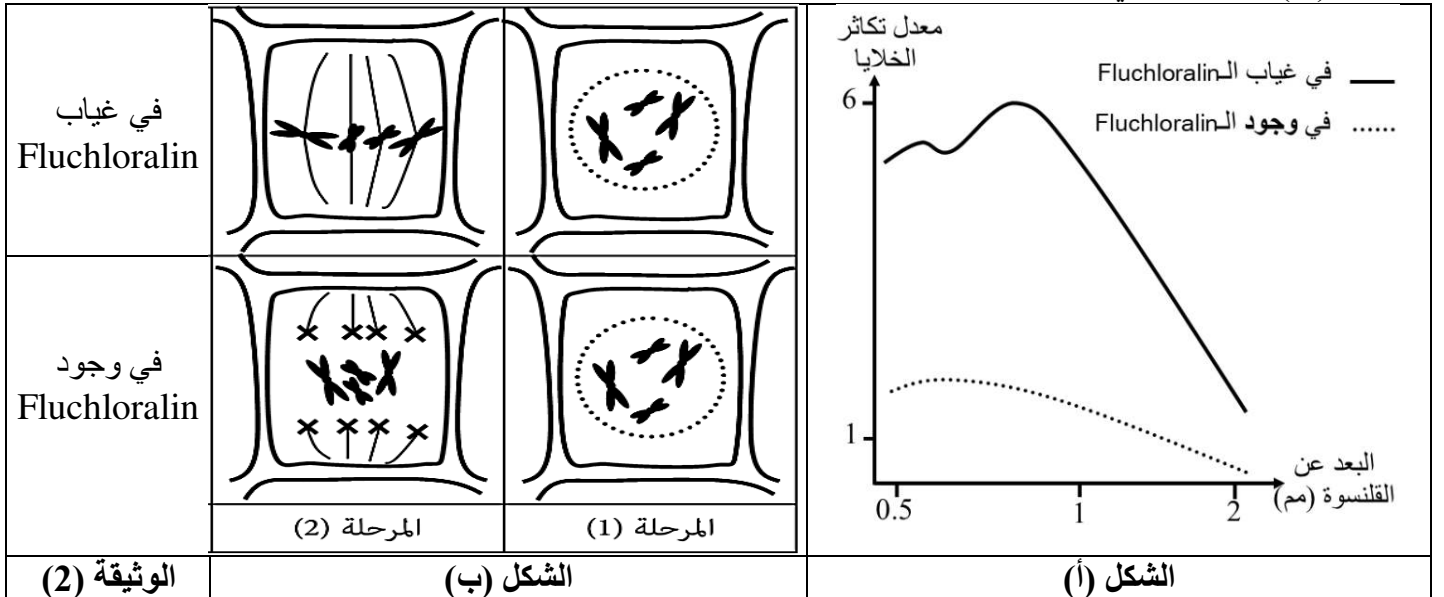 معدل تكاثر
الخلايا
في غياب الـFluchloralin
في وجود الـFluchloralin
6
1
0.5
1
2
البعد عن
القلنسوة (مم)
الشكل (أ)
في غياب
Fluchloralin
في وجود
Fluchloralin
المرحلة (1)
المرحلة (2)
الشكل (ب)
الوثيقة (2)